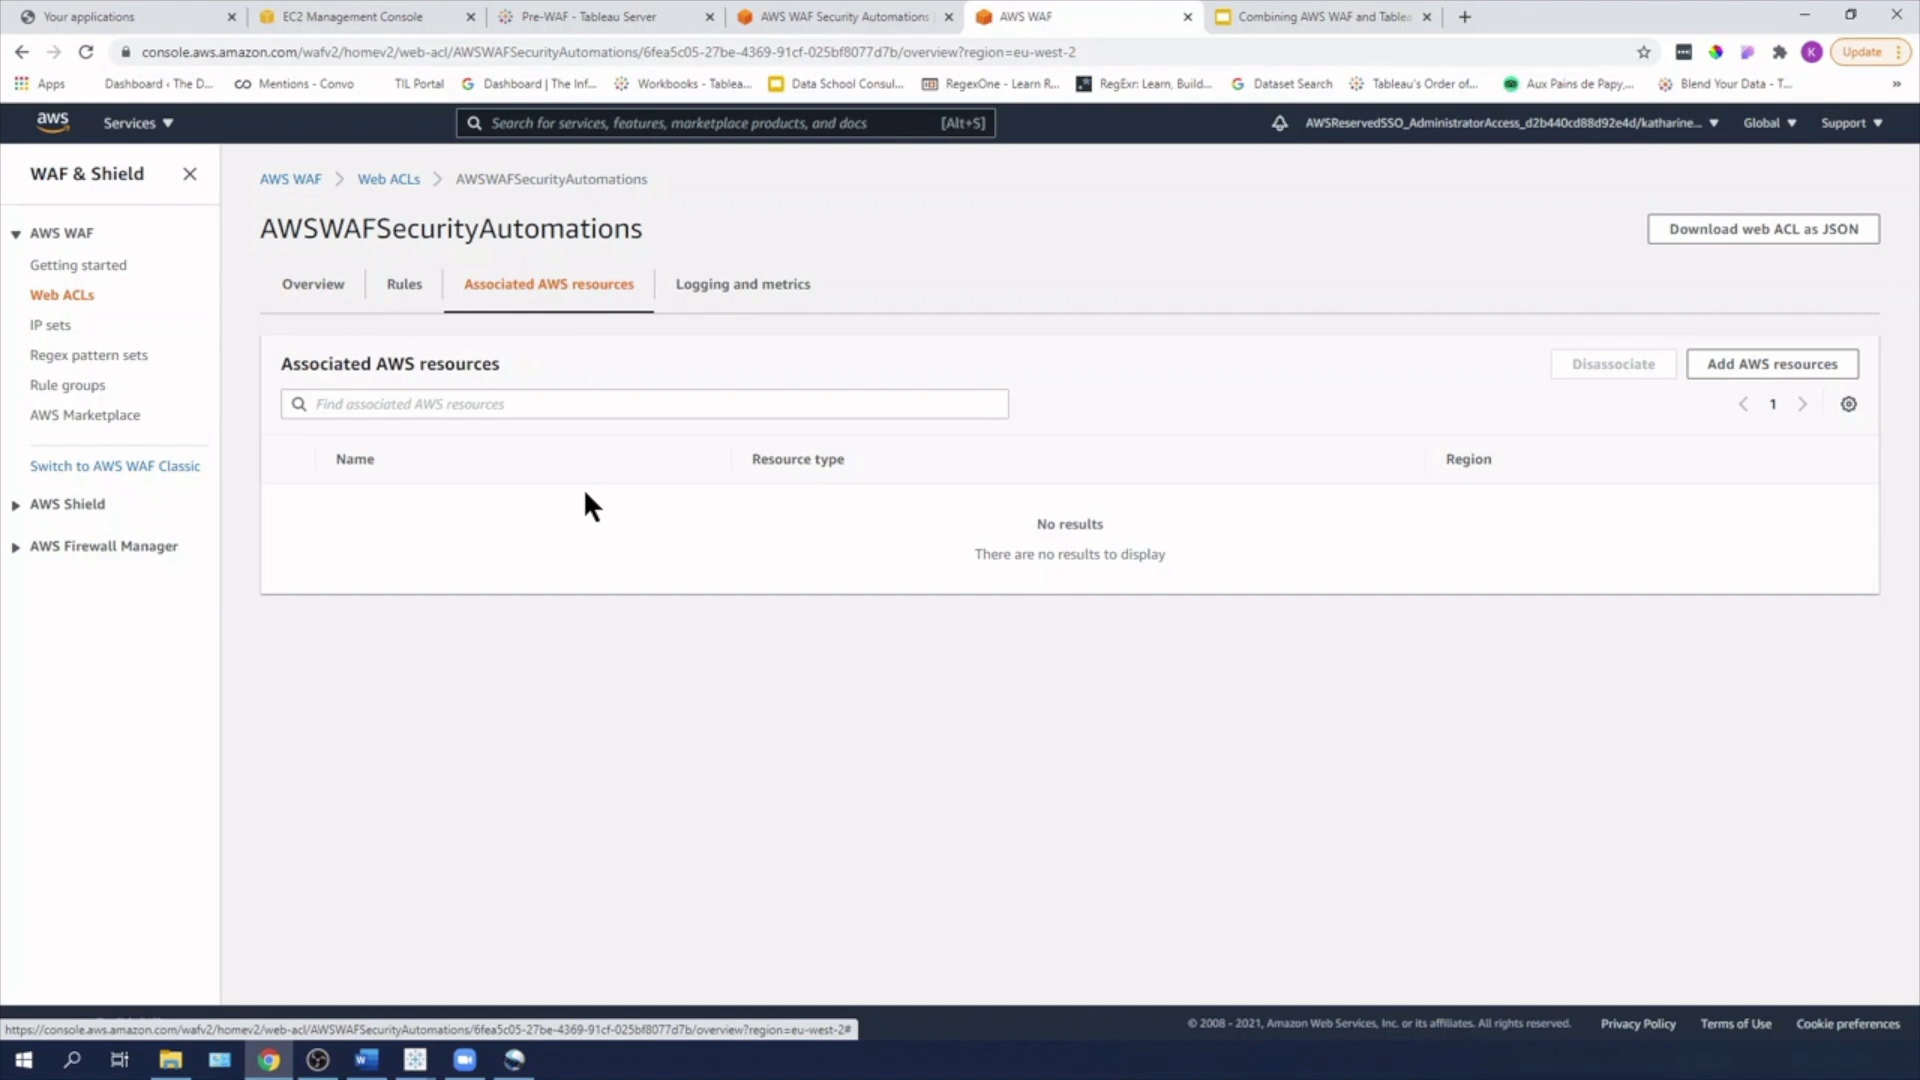 Your applications
EC2 Management Console
Pre-WAF - Tableau Server
AWS WAF Security Automations
AWS WAF
Combining AWS WAF and Table
console.aws.amazon.com/wafv2/homev2/web-acl/AWSWAFSecurityAutomations/6fea5c05-27be-4369-91cf-025bf8077d7b/overview?region=eu-west-2
K
Update
Apps
Dashboard ‹ The D...
Mentions - Convo
TIL Portal
Dashboard | The Inf...
Workbooks - Tablea...
Data School Consul...
RegexOne - Learn R...
RegExr: Learn, Build...
Dataset Search
Tableau's Order of...
Aux Pains de Papy,...
Blend Your Data - T...
»
aws
Services
Search for services, features, marketplace products, and docs
[Alt+S]
AWSReservedSSO_AdministratorAccess_d2b440cd88d92e4d/katharine...
Global
Support
WAF & Shield
AWS WAF
Getting started
Web ACLs
IP sets
Regex pattern sets
Rule groups
AWS Marketplace
Switch to AWS WAF Classic
AWS Shield
AWS Firewall Manager
AWS WAF > Web ACLs > AWSWAFSecurityAutomations
AWSWAFSecurityAutomations
Download web ACL as JSON
Overview
Rules
Associated AWS resources
Logging and metrics
Associated AWS resources
Disassociate
Add AWS resources
Find associated AWS resources
1
Name
Resource type
Region
No results
There are no results to display
https://console.aws.amazon.com/wafv2/homev2/web-acl/AWSWAFSecurityAutomations/6fea5c05-27be-4369-91cf-025bf8077d7b/overview?region=eu-west-2#
© 2008 - 2021, Amazon Web Services, Inc. or its affiliates. All rights reserved.
Privacy Policy
Terms of Use
Cookie preferences